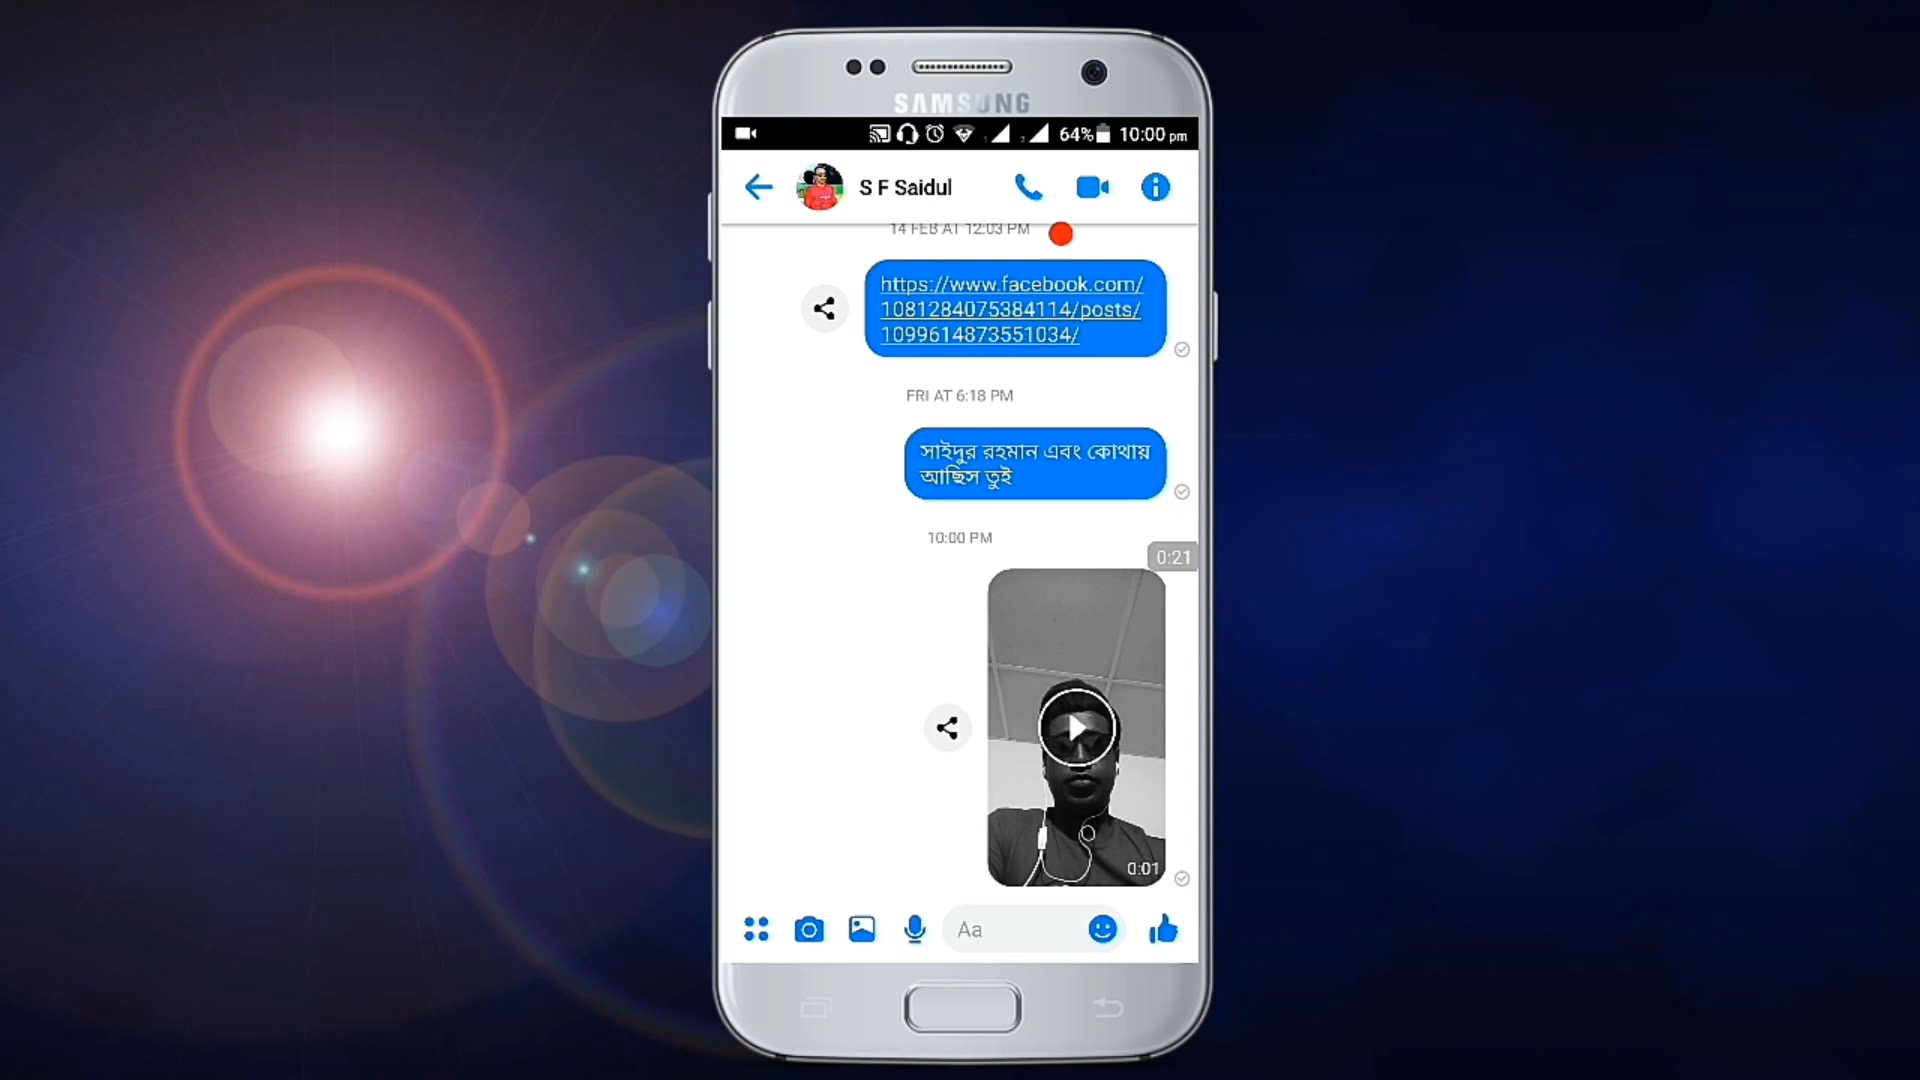 SAMSUNG
64% 10:00 pm
S F Saidul
14 FEB AT 12:03 PM
https://www.facebook.com/
1081284075384114/posts/
1099614873551034/
FRI AT 6:18 PM
সাইদুর রহমান এবং কোথায়
আছিস তুই
10:00 PM
0:21
0:01
Aa